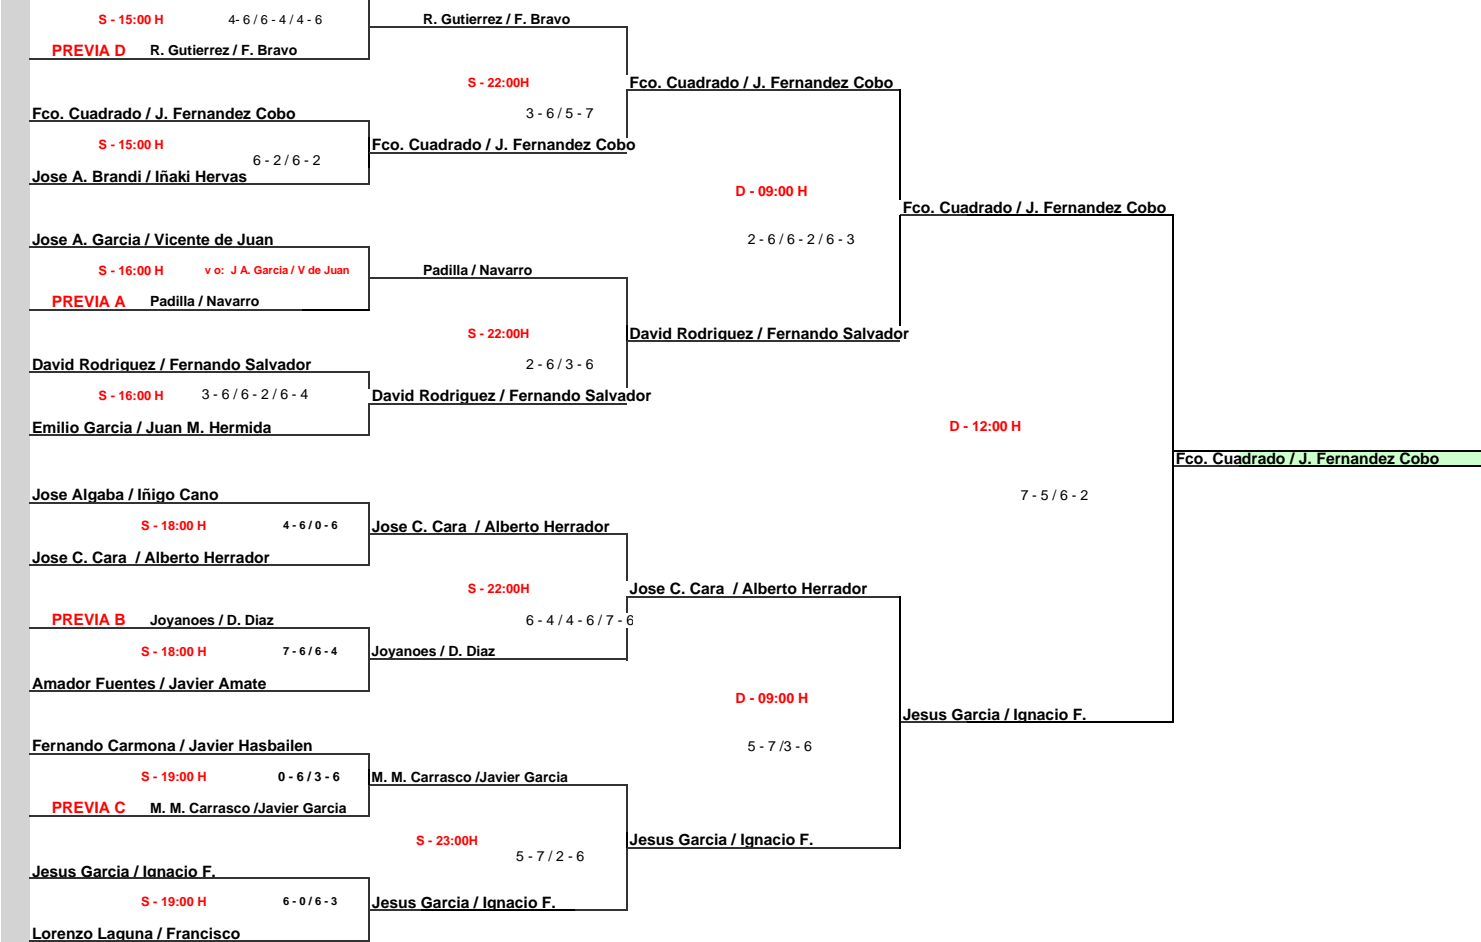 S - 15:00 H 4- 6 / 6 - 4 / 4 - 6 R. Gutierrez / F. Bravo
PREVIA D R. Gutierrez / F. Bravo
S - 22:00H Fco. Cuadrado / J. Fernandez Cobo
Fco. Cuadrado / J. Fernandez Cobo 3 - 6 / 5 - 7
S - 15:00 H Fco. Cuadrado / J. Fernandez Cobo
6 - 2 / 6 - 2
Jose A. Brandi / Iñaki Hervas
D - 09:00 H
Fco. Cuadrado / J. Fernandez Cobo
Jose A. Garcia / Vicente de Juan 2 - 6 / 6 - 2 / 6 - 3
S - 16:00 H v o: J A. Garcia / V de Juan Padilla / Navarro
PREVIA A Padilla / Navarro
S - 22:00H David Rodriguez / Fernando Salvador
David Rodriguez / Fernando Salvador 2 - 6 / 3 - 6
S - 16:00 H 3 - 6 / 6 - 2 / 6 - 4 David Rodriguez / Fernando Salvador
Emilio Garcia / Juan M. Hermida D - 12:00 H
Fco. Cuadrado / J. Fernandez Cobo
Jose Algaba / Iñigo Cano 7 - 5 / 6 - 2
S - 18:00 H 4 - 6 / 0 - 6 Jose C. Cara / Alberto Herrador
Jose C. Cara / Alberto Herrador
S - 22:00H Jose C. Cara / Alberto Herrador
PREVIA B Joyanoes / D. Diaz 6 - 4 / 4 - 6 / 7 - 6
S - 18:00 H 7 - 6 / 6 - 4 Joyanoes / D. Diaz
Amador Fuentes / Javier Amate
D - 09:00 H
Jesus Garcia / Ignacio F.
Fernando Carmona / Javier Hasbailen 5 - 7 /3 - 6
S - 19:00 H 0 - 6 / 3 - 6 M. M. Carrasco /Javier Garcia
PREVIA C M. M. Carrasco /Javier Garcia
S - 23:00H Jesus Garcia / Ignacio F.
5 - 7 / 2 - 6
Jesus Garcia / Ignacio F.
S - 19:00 H 6 - 0 / 6 - 3 Jesus Garcia / Ignacio F.
Lorenzo Laguna / Francisco